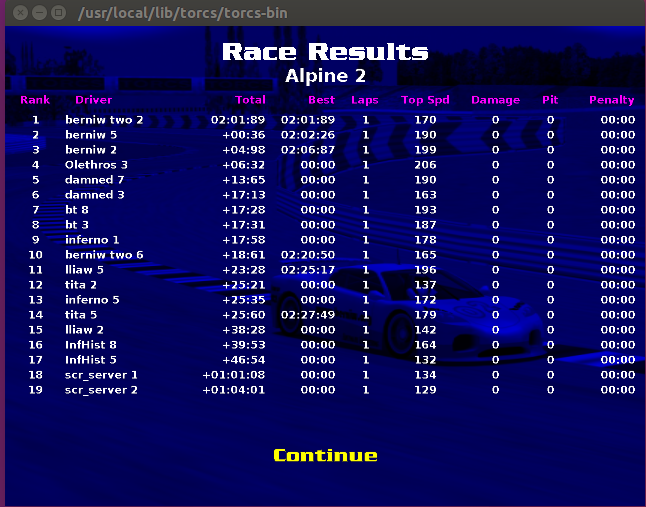 /usr/local/lib/torcs/torcs-bin
Race Results
Alpine 2
Rank Driver Total Best Laps Top Spd Damage Pit Penalty
1 berniw two 2 02:01:89 02:01:89 1 170 0 0 00:00
2 berniw 5 +00:36 02:02:26 1 190 0 0 00:00
3 berniw 2 +04:98 02:06:87 1 199 0 0 00:00
4 Olethros 3 +06:32 00:00 1 206 0 0 00:00
5 damned 7 +13:65 00:00 1 190 0 0 00:00
6 damned 3 +17:13 00:00 1 163 0 0 00:00
7 bt 8 +17:28 00:00 1 193 0 0 00:00
8 bt 3 +17:31 00:00 1 187 0 0 00:00
9 inferno 1 +17:58 00:00 1 178 0 0 00:00
10 berniw two 6 +18:61 02:20:50 1 165 0 0 00:00
11 lliaw 5 +23:28 02:25:17 1 196 0 0 00:00
12 tita 2 +25:21 00:00 1 137 0 0 00:00
13 inferno 5 +25:35 00:00 1 172 0 0 00:00
14 tita 5 +25:60 02:27:49 1 179 0 0 00:00
15 lliaw 2 +38:28 00:00 1 142 0 0 00:00
16 InfHist 8 +39:53 00:00 1 164 0 0 00:00
17 InfHist 5 +46:54 00:00 1 132 0 0 00:00
18 scr_server 1 +01:01:08 00:00 1 134 0 0 00:00
19 scr_server 2 +01:04:01 00:00 1 129 0 0 00:00
Continue